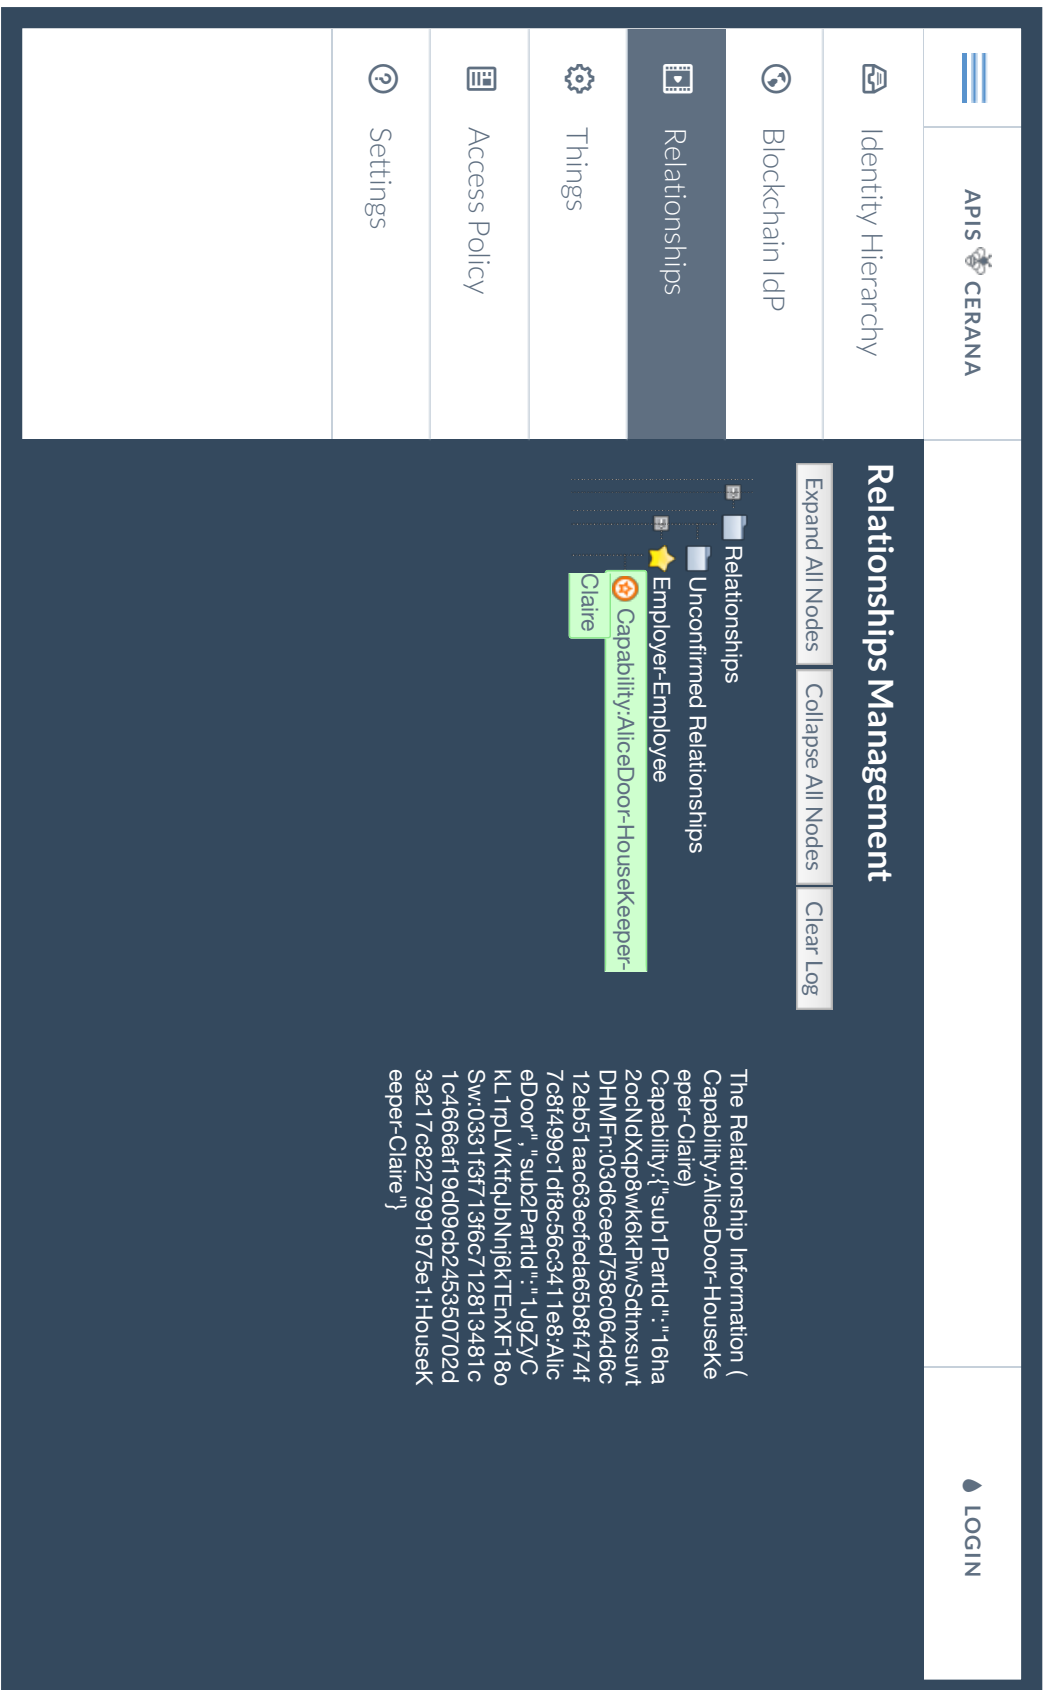 APIS CERANA
LOGIN
Identity Hierarchy
Blockchain IdP
Relationships
Things
Access Policy
Settings
Relationships Management
Expand All Nodes
Collapse All Nodes
Clear Log
Relationships
Unconfirmed Relationships
Employer-Employee
Capability:AliceDoor-HouseKeeper-
Claire
The Relationship Information (
Capability:AliceDoor-HouseKe
eper-Claire)
Capability:{"sub1PartId":"16ha
2ocNdXqp8wk6kPiwSdtnxsuvt
DHMFn:03d6ceed758c064d6c
12eb51aac63ecfeda65b8f474f
7c8f499c1df8c56c3411e8:Alic
eDoor","sub2PartId":"1JgZyC
kL1rpLVKtfqJbNnj6kTEnXF18o
Sw:0331f3f713f6c712813481c
1c4666af19d09cb245350702d
3a217c8227991975e1:HouseK
eeper-Claire"}